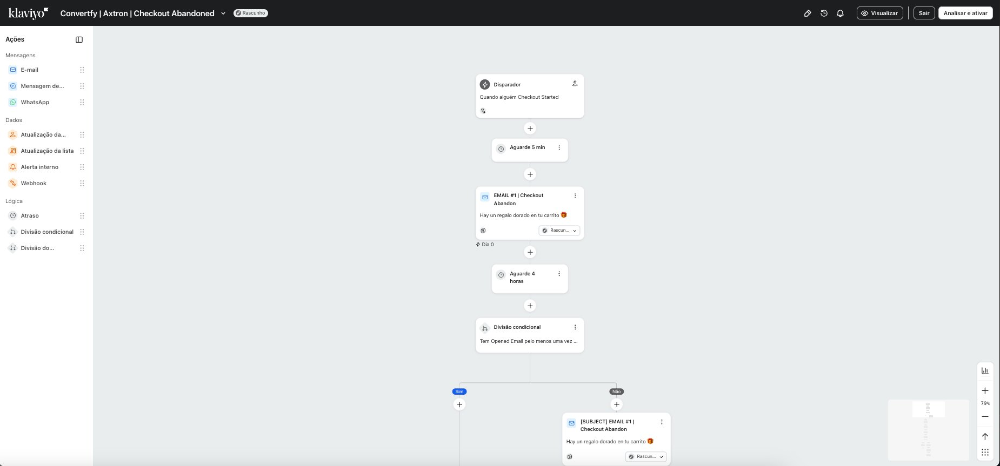 klaviyo
Convertfy | Axtron | Checkout Abandoned
Rascunho
Visualizar
Sair
Analisar e ativar
Ações
Mensagens
E-mail
Mensagem de...
WhatsApp
Dados
Atualização da...
Atualização da lista
Alerta interno
Webhook
Lógica
Atraso
Divisão condicional
Divisão do...
Disparador
Quando alguém Checkout Started
Aguarde 5 min
EMAIL #1 | Checkout
Abandon
Hay un regalo dorado en tu carrito 🎁
Rascun...
Dia 0
Aguarde 4
horas
Divisão condicional
Tem Opened Email pelo menos uma vez ...
Sim
Não
[SUBJECT] EMAIL #1 |
Checkout Abandon
Hay un regalo dorado en tu carrito 🎁
Rascun...
79%